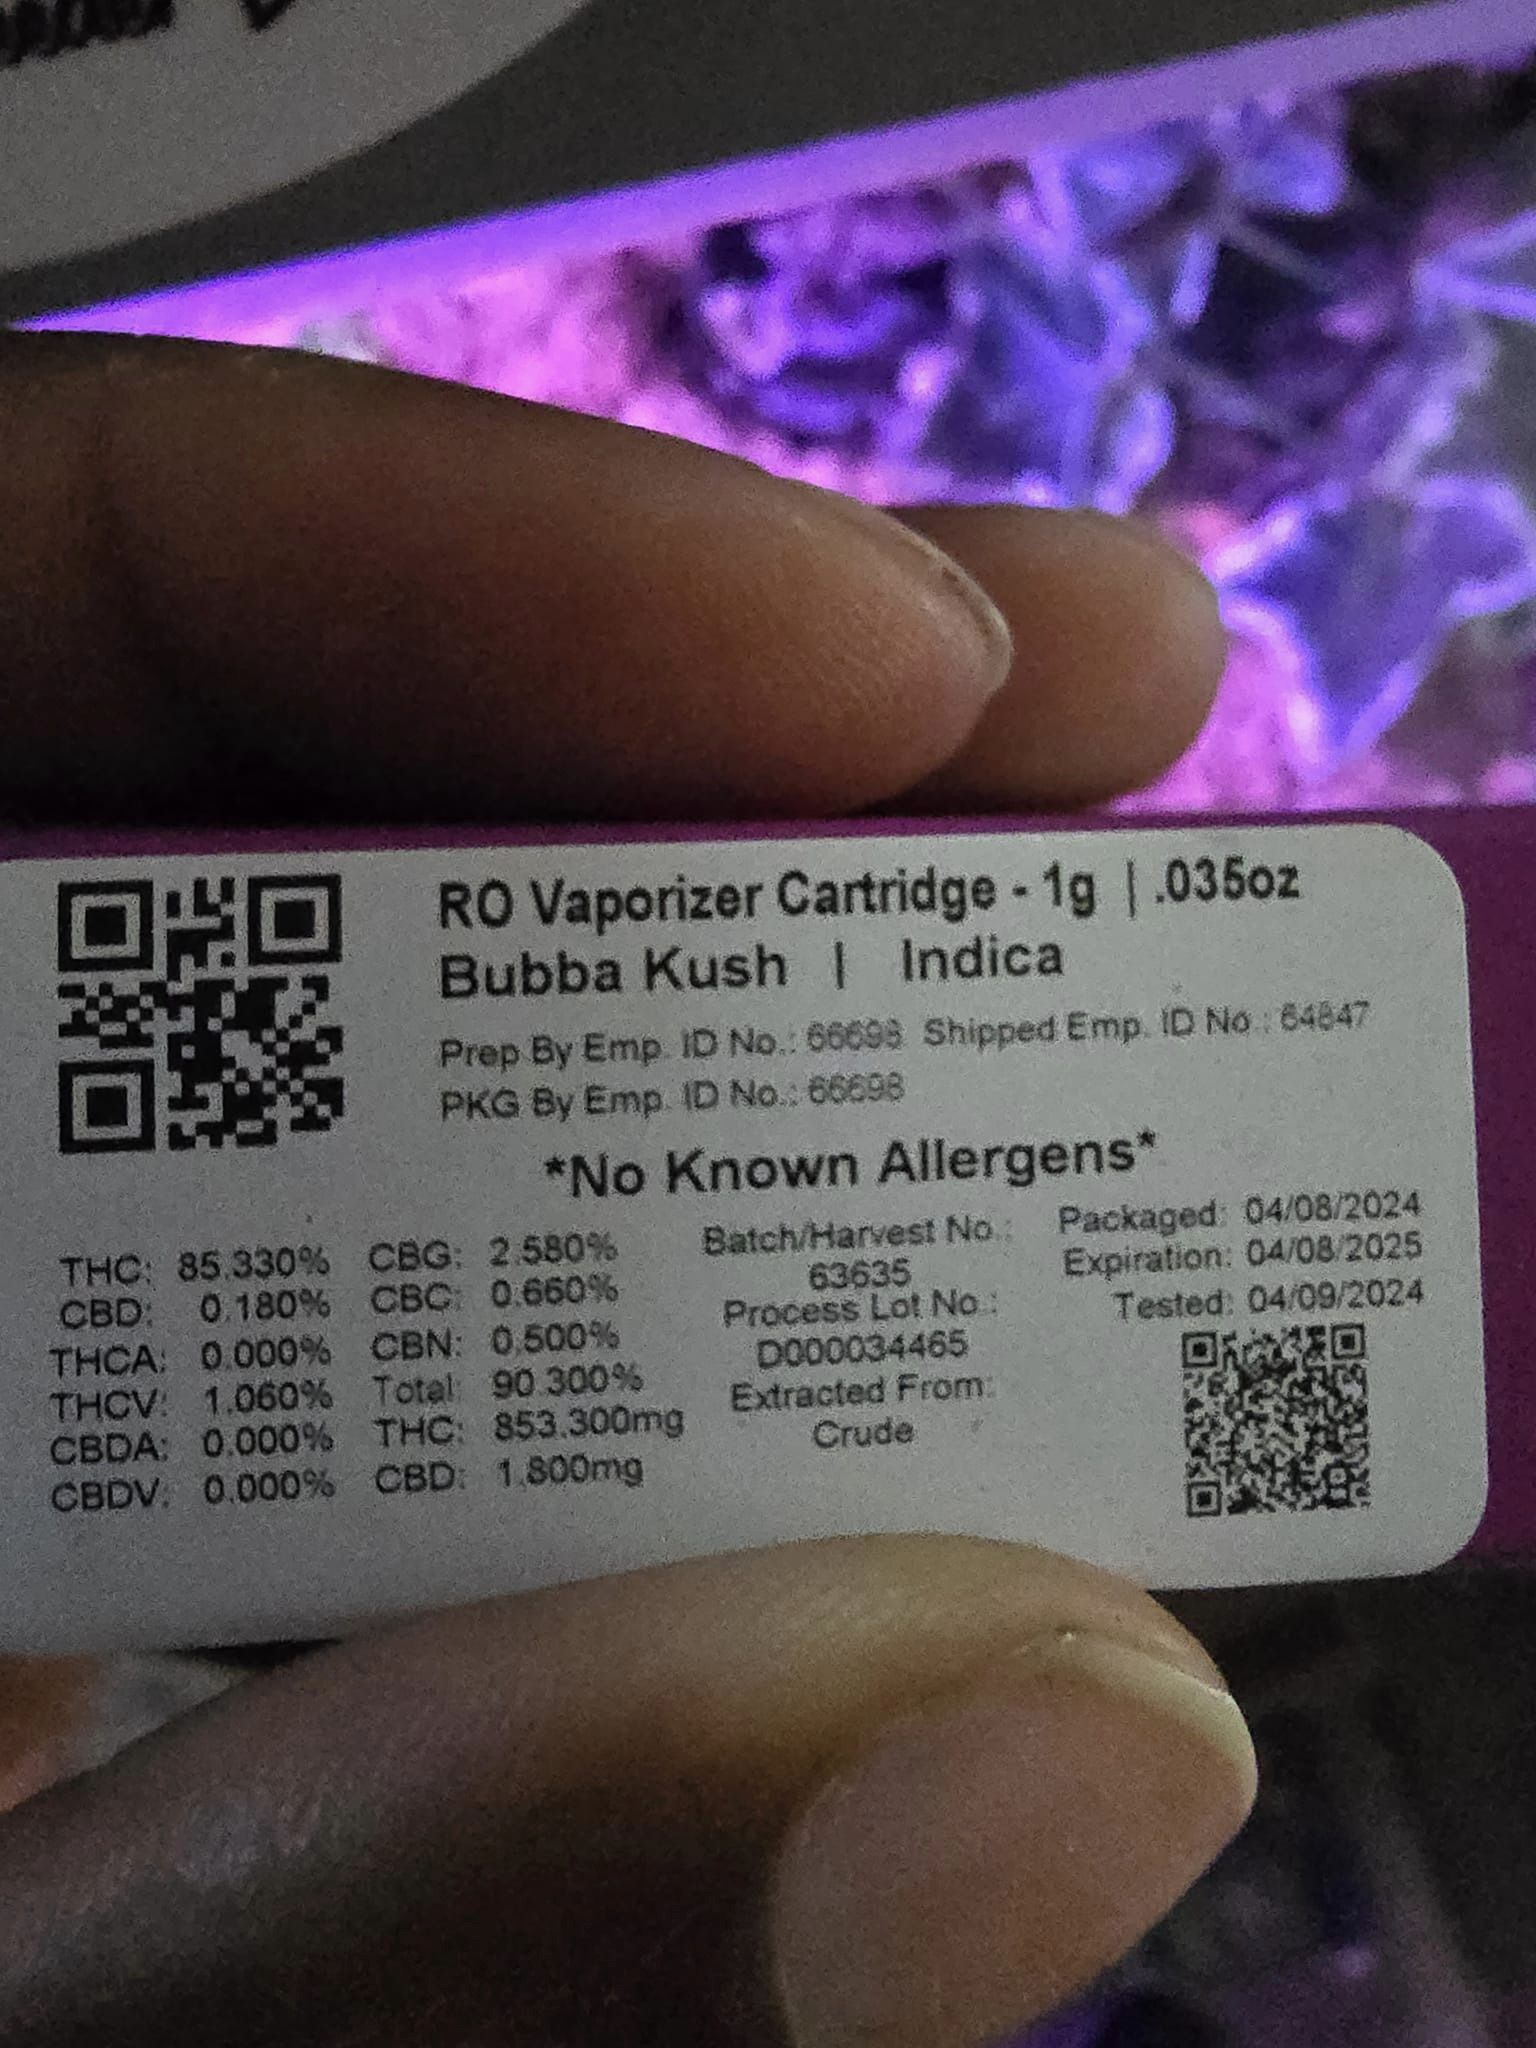 RO Vaporizer Cartridge - 1g | .035oz
Bubba Kush | Indica
Prep By Emp. ID No.: 66698 Shipped Emp. ID No.: 64847
PKG By Emp. ID No.: 66698
*No Known Allergens*
THC: 85.330%
CBD: 0.180%
THCA: 0.000%
THCV: 1.060%
CBDA: 0.000%
CBDV: 0.000%
CBG: 2.580%
CBC: 0.660%
CBN: 0.500%
Total: 90.300%
THC: 853.300mg
CBD: 1.800mg
Batch/Harvest No.:
63635
Process Lot No.:
D000034465
Extracted From:
Crude
Packaged: 04/08/2024
Expiration: 04/08/2025
Tested: 04/09/2024